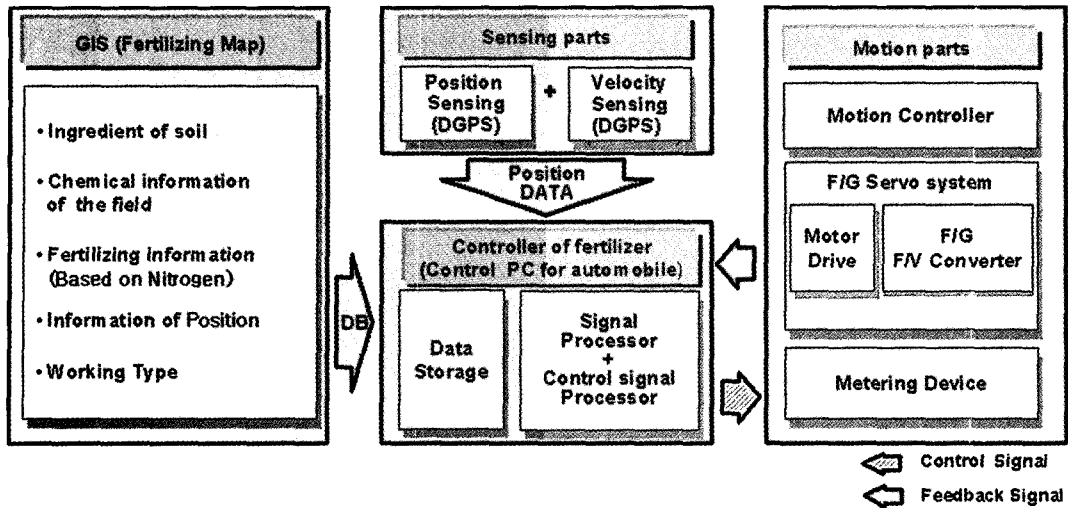 GIS (Fertilizing Map)
• Ingredient of soil
• Chemical information
of the field
• Fertilizing information
(Based on Nitrogen)
• Information of Position
• Working Type
DB
Sensing parts
Position
Sensing
(DGPS)
+
Velocity
Sensing
(DGPS)
Position
DATA
Controller of fertilizer
(Control PC for automobile)
Data
Storage
Signal
Processor
+
Control signal
Processor
Motion parts
Motion Controller
F/G Servo system
Motor
Drive
F/G
F/V Converter
Metering Device
Control Signal
Feedback Signal